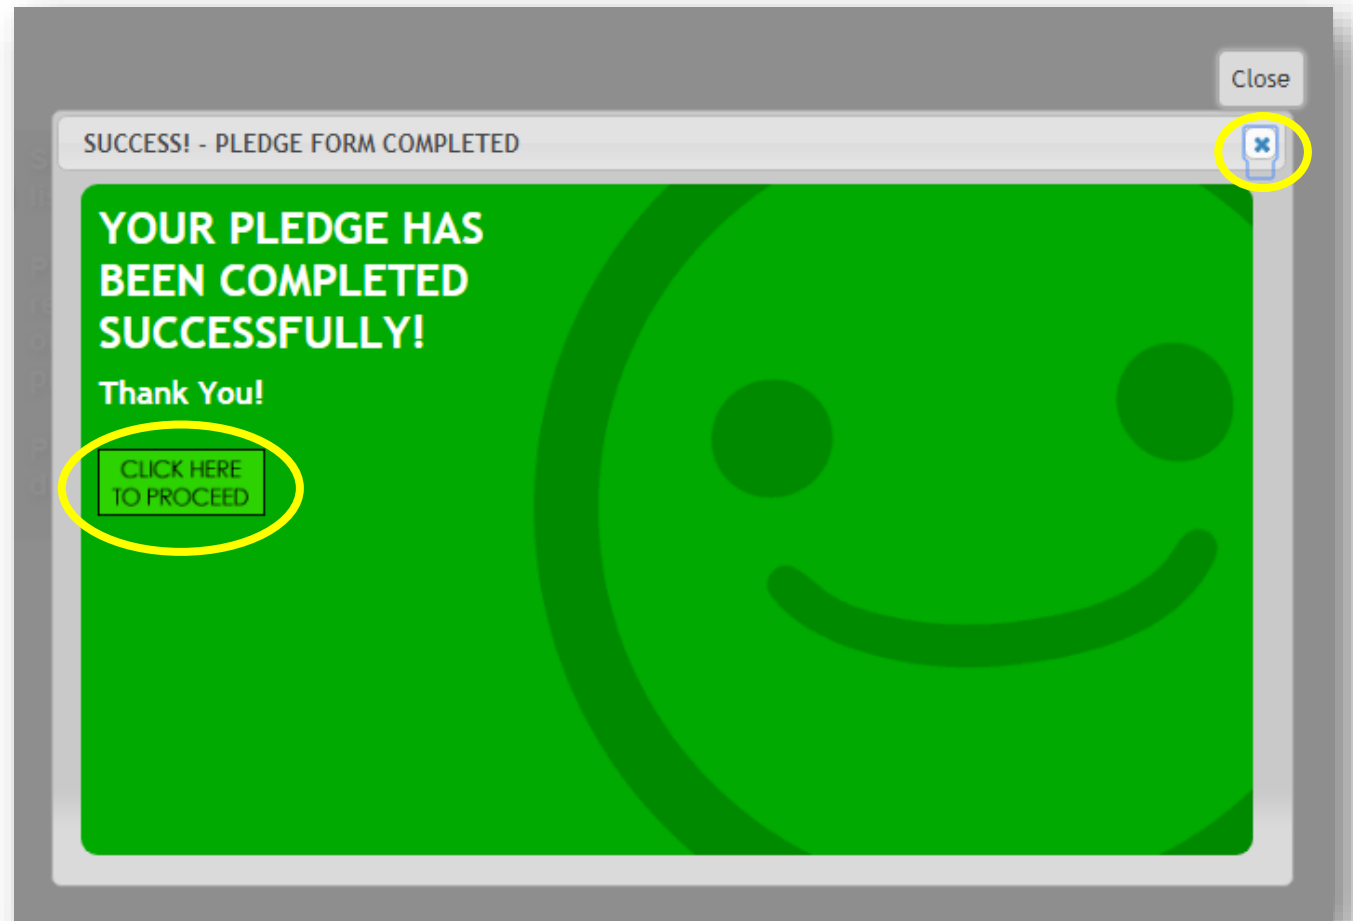 Close
SUCCESS! - PLEDGE FORM COMPLETED
YOUR PLEDGE HAS
BEEN COMPLETED
SUCCESSFULLY!
Thank You!
CLICK HERE
TO PROCEED